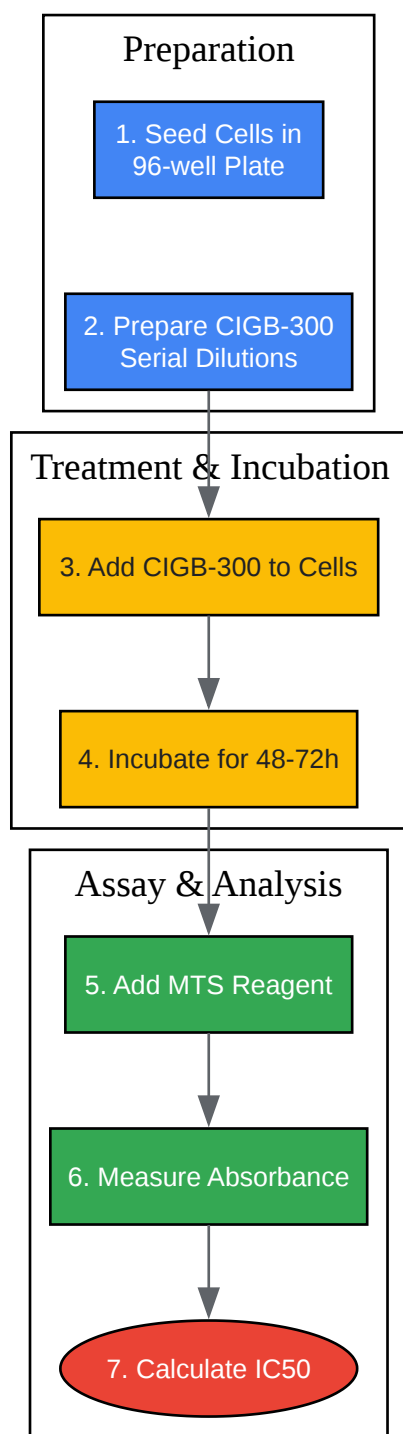 Preparation
1. Seed Cells in
96-well Plate
2. Prepare CIGB-300
Serial Dilutions
Treatment & Incubation
3. Add CIGB-300 to Cells
4. Incubate for 48-72h
Assay & Analysis
5. Add MTS Reagent
6. Measure Absorbance
7. Calculate IC50